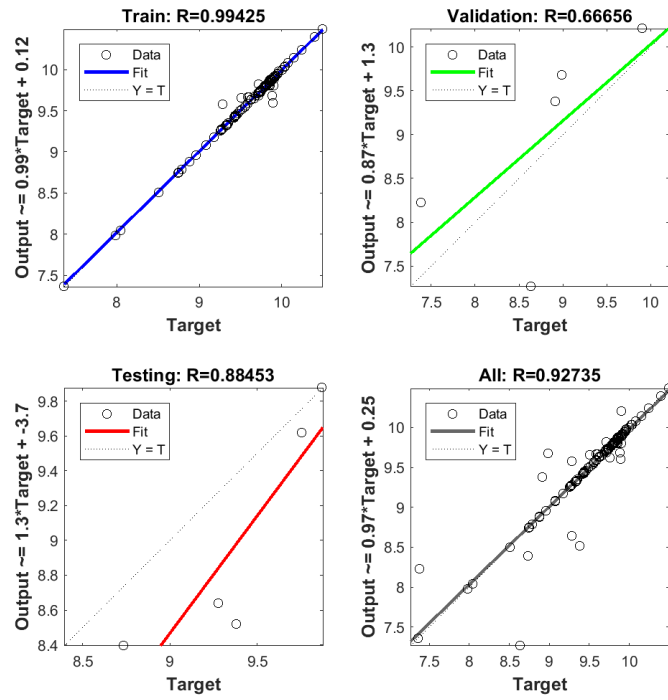 Train: R=0.99425
Output ~= 0.99*Target + 0.12
Data
Fit
Y = T
10
9.5
9
8.5
8
7.5
8
9
10
Target
Validation: R=0.66656
Output ~= 0.87*Target + 1.3
Data
Fit
Y = T
10
9.5
9
8.5
8
7.5
7.5
8
8.5
9
9.5
10
Target
Testing: R=0.88453
Output ~= 1.3*Target + -3.7
Data
Fit
Y = T
9.8
9.6
9.4
9.2
9
8.8
8.6
8.4
8.5
9
9.5
Target
All: R=0.92735
Output ~= 0.97*Target + 0.25
Data
Fit
Y = T
10
9.5
9
8.5
8
7.5
7.5
8
8.5
9
9.5
10
Target